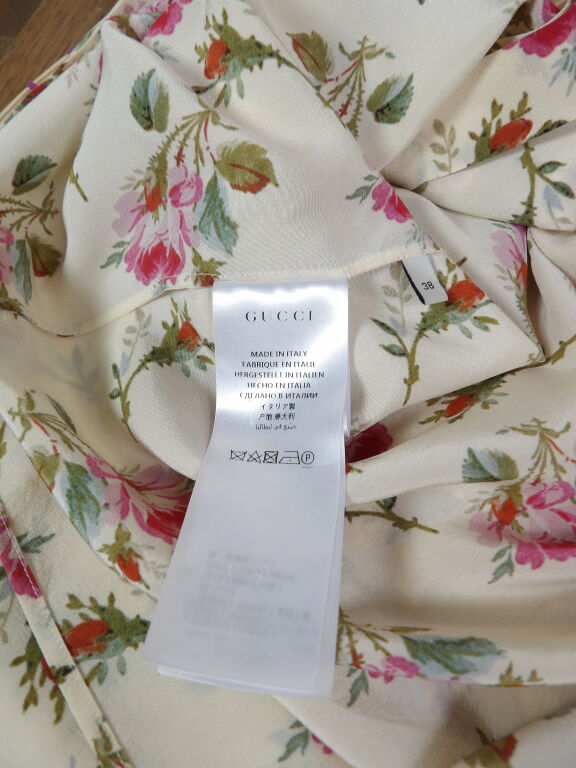 GUCCI
MADE IN ITALY
FABRIQUE EN ITALIE
HERGESTELLT IN ITALIEN
HECHO EN ITALIA
СДЕЛАНО В ИТАЛИИ
イタリア製
产地:意大利
صنع في إيطاليا
P
38